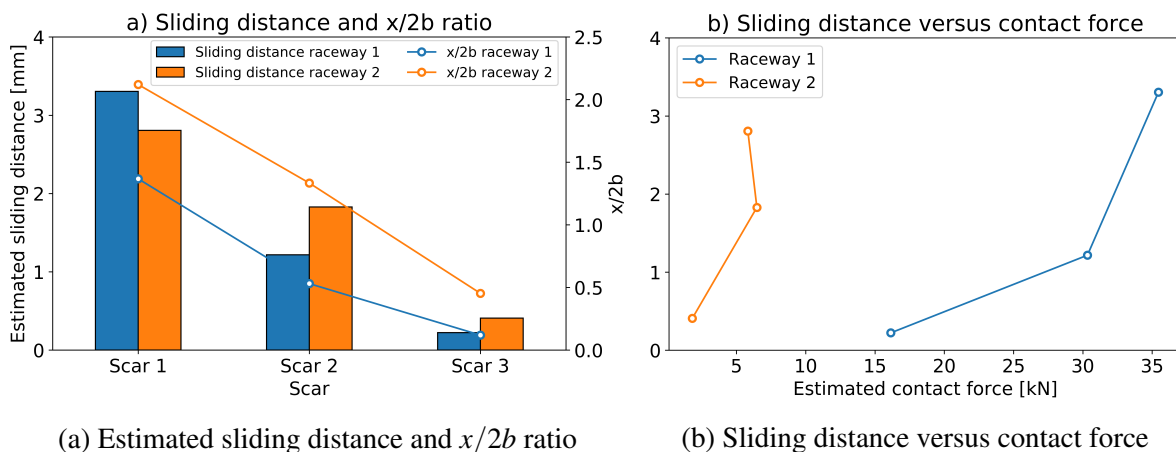 a) Sliding distance and x/2b ratio
Estimated sliding distance [mm]
4
3
2
1
0
Sliding distance raceway 1
Sliding distance raceway 2
x/2b raceway 1
x/2b raceway 2
2.5
2.0
1.5
1.0
0.5
0.0
x/2b
Scar 1 Scar 2 Scar 3
Scar
(a) Estimated sliding distance and x/2b ratio
b) Sliding distance versus contact force
4
3
2
1
0
Raceway 1
Raceway 2
5 10 15 20 25 30 35
Estimated contact force [kN]
(b) Sliding distance versus contact force